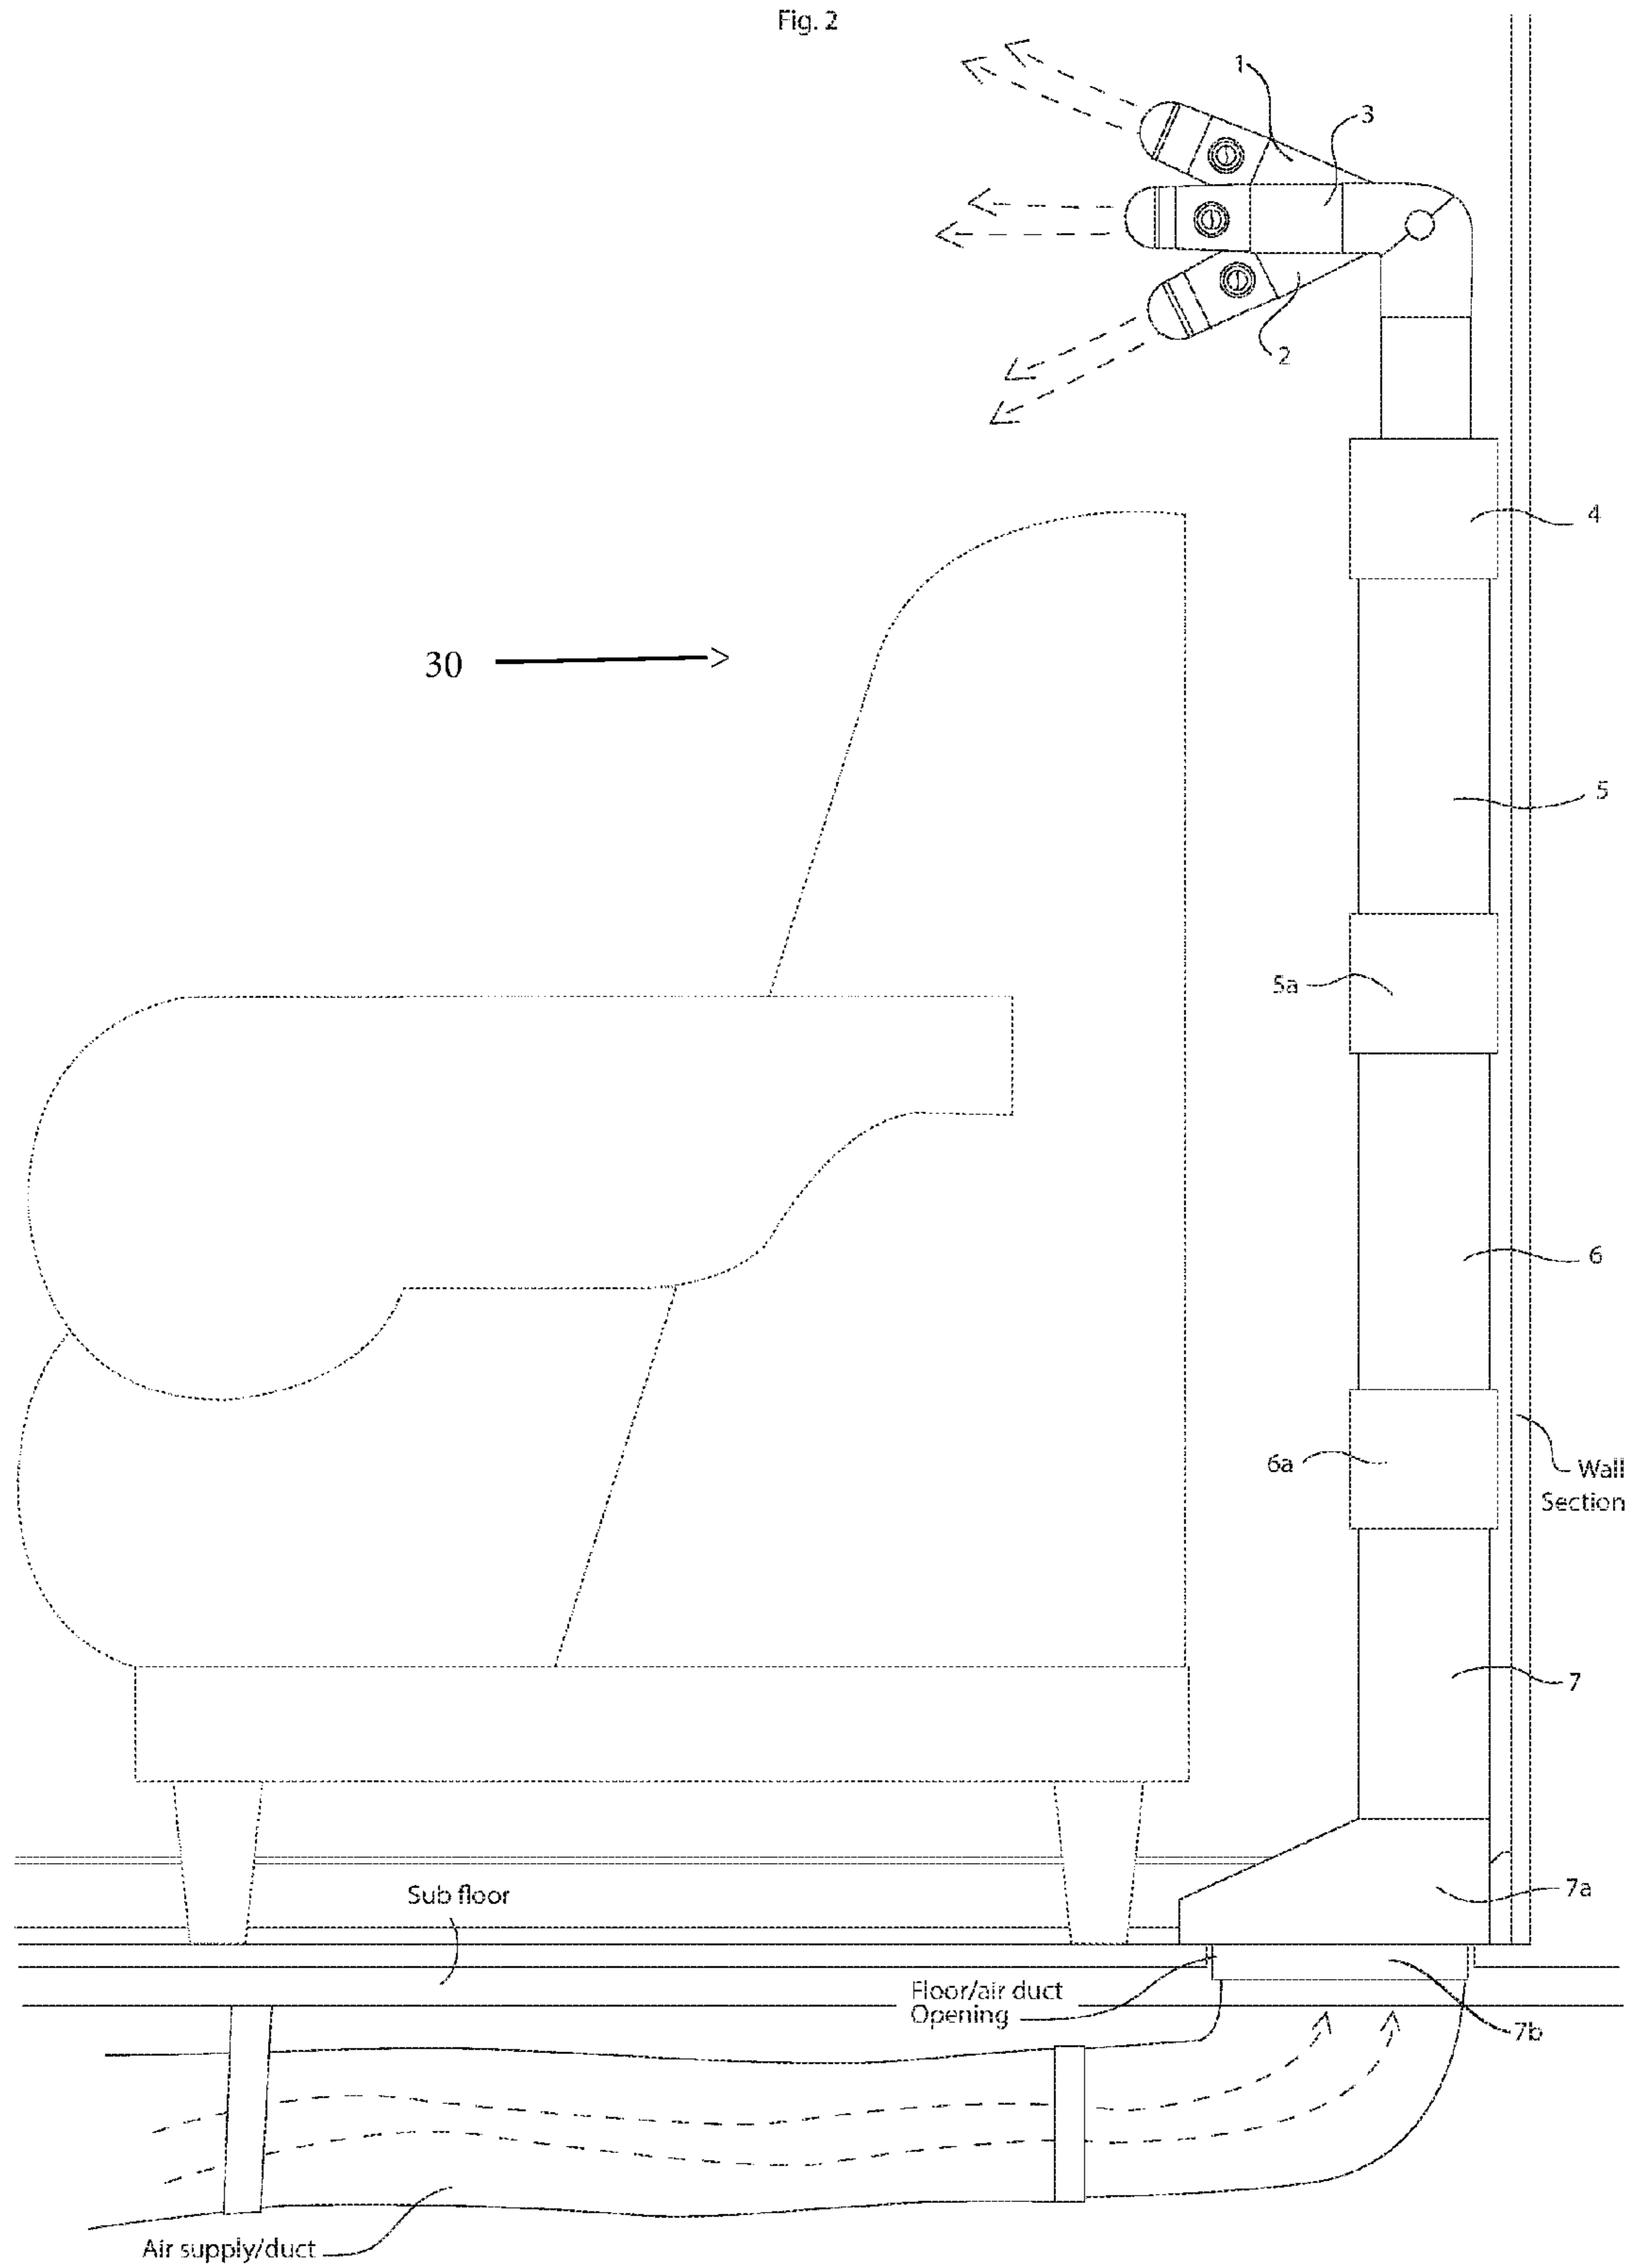 Fig. 2
1
3
2
4
30
5
5a
6
6a
Wall
Section
7
7a
Sub floor
Floor/air duct
Opening
7b
Air supply/duct